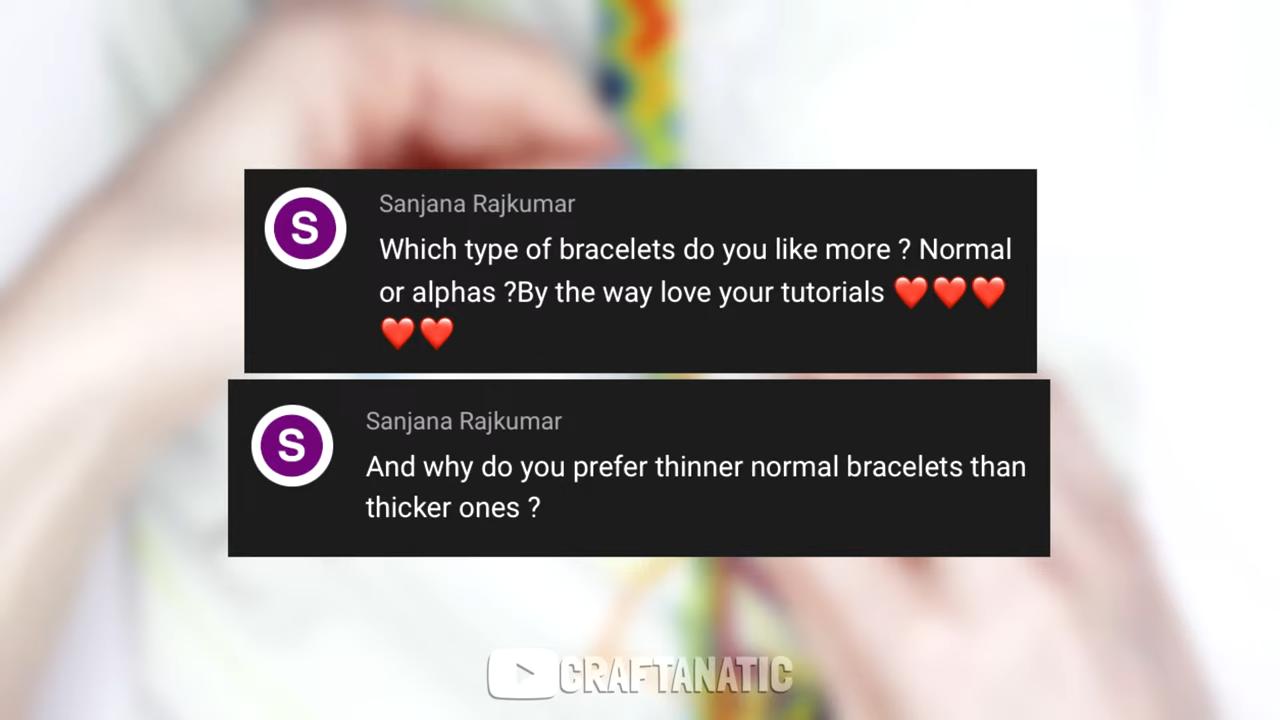 Sanjana Rajkumar
Which type of bracelets do you like more ? Normal
or alphas ?By the way love your tutorials ❤️❤️❤️
❤️❤️
Sanjana Rajkumar
And why do you prefer thinner normal bracelets than
thicker ones ?
CRAFTANATIC